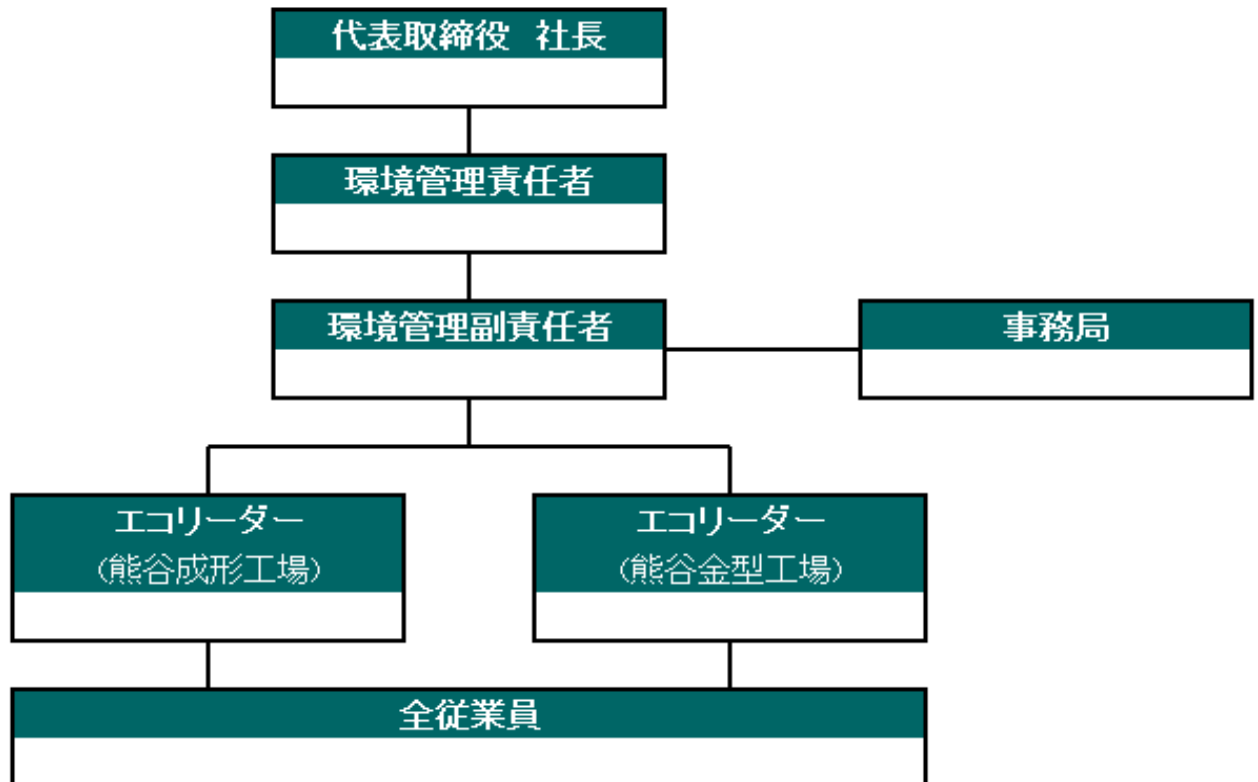 代表取締役 社長
環境管理責任者
環境管理副責任者
事務局
エコリーダー
(熊谷成形工場)
エコリーダー
(熊谷金型工場)
全従業員